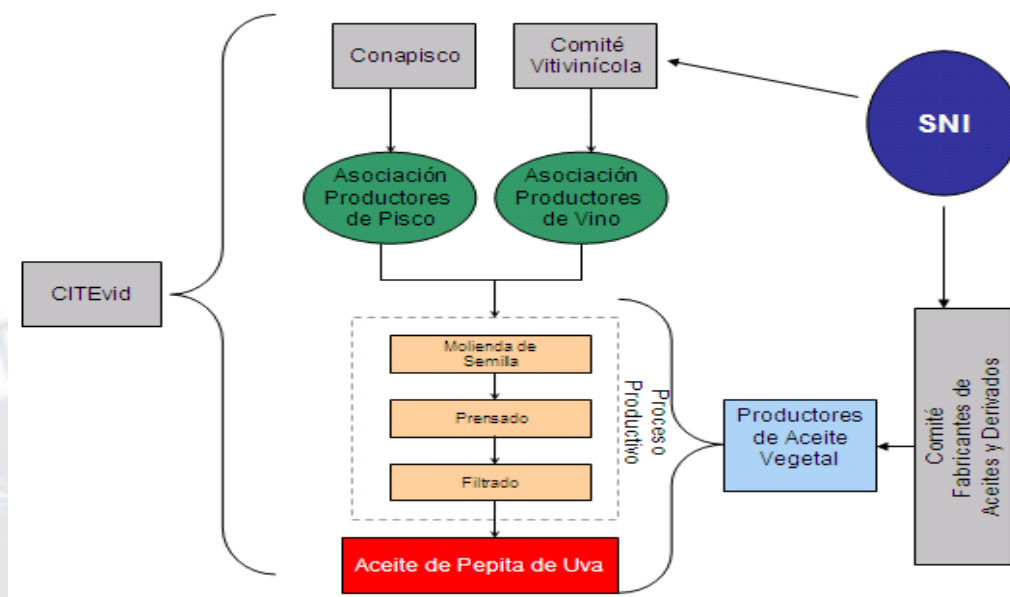 Conapisco
Comité
Vitivinícola
SNI
Asociación
Productores
de Pisco
Asociación
Productores
de Vino
CITEvid
Molienda de
Semilla
Prensado
Filtrado
Proceso
Productivo
Productores
de Aceite
Vegetal
Comité
Fabricantes de
Aceites y Derivados
Aceite de Pepita de Uva